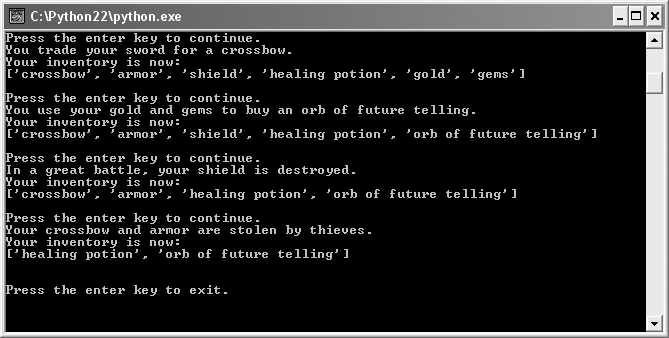 C:\Python22\python.exe
Press the enter key to continue.
You trade your sword for a crossbow.
Your inventory is now:
['crossbow', 'armor', 'shield', 'healing potion', 'gold', 'gems']
Press the enter key to continue.
You use your gold and gems to buy an orb of future telling.
Your inventory is now:
['crossbow', 'armor', 'shield', 'healing potion', 'orb of future telling']
Press the enter key to continue.
In a great battle, your shield is destroyed.
Your inventory is now:
['crossbow', 'armor', 'healing potion', 'orb of future telling']
Press the enter key to continue.
Your crossbow and armor are stolen by thieves.
Your inventory is now:
['healing potion', 'orb of future telling']
Press the enter key to exit.